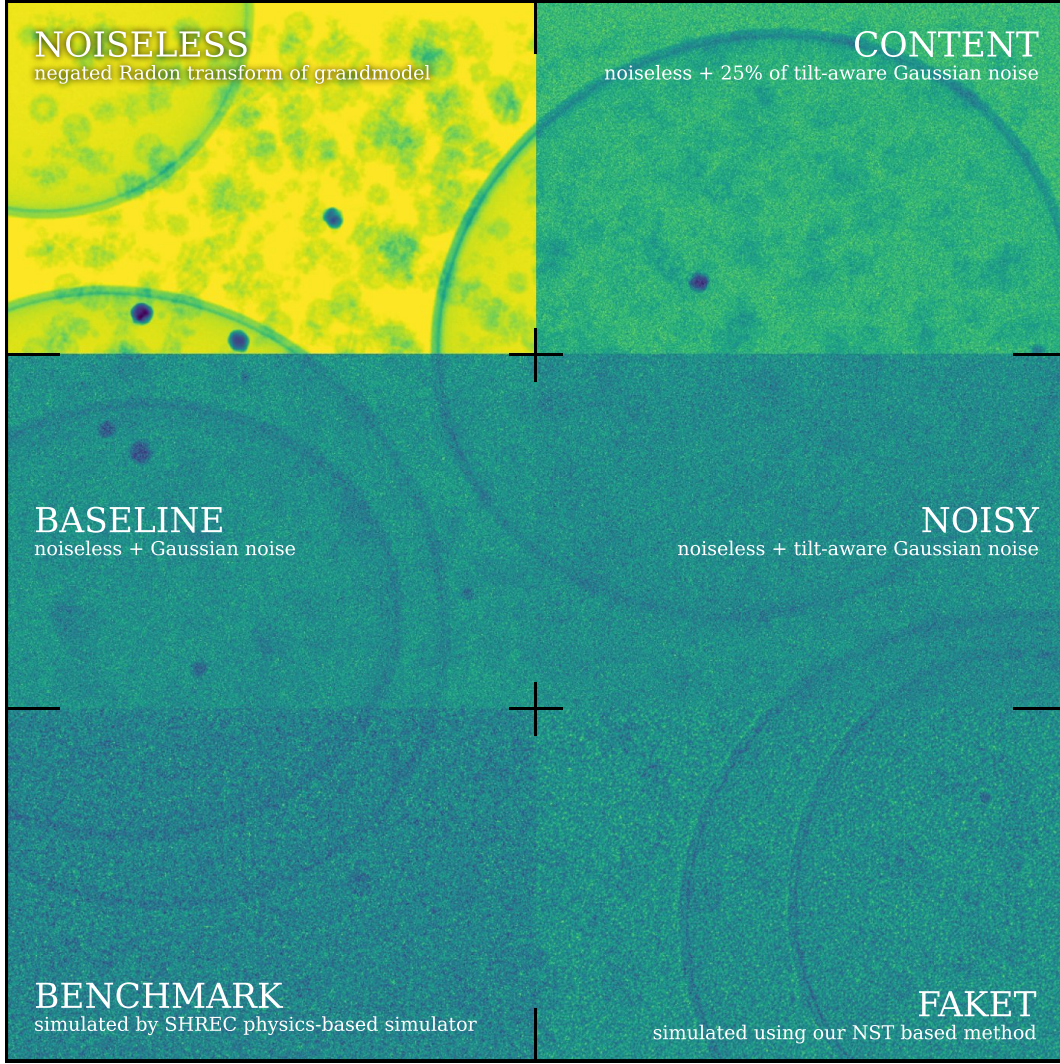 NOISELESS
negated Radon transform of grandmodel
CONTENT
noiseless + 25% of tilt-aware Gaussian noise
BASELINE
noiseless + Gaussian noise
NOISY
noiseless + tilt-aware Gaussian noise
BENCHMARK
simulated by SHREC physics-based simulator
FAKET
simulated using our NST based method